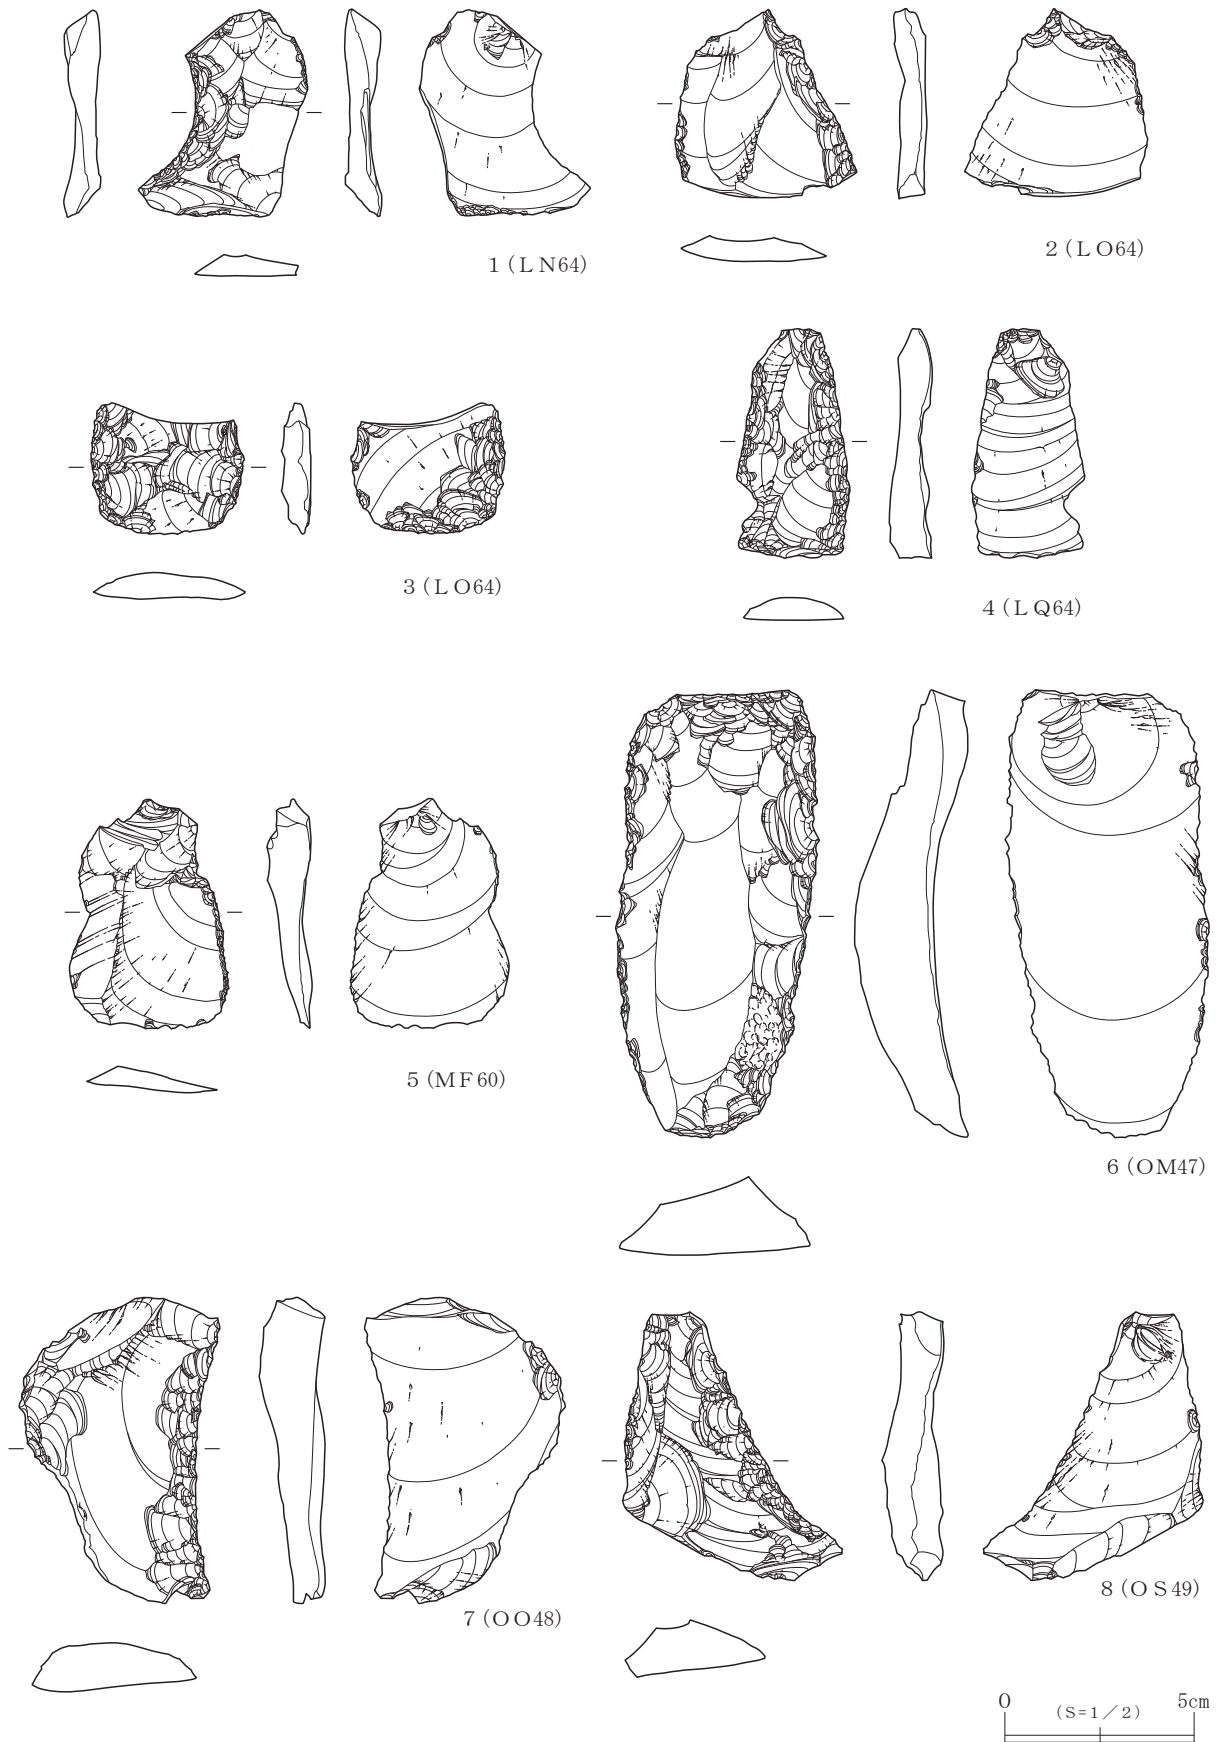 1 (LN64)
2 (LO64)
3 (LO64)
4 (LQ64)
5 (MF60)
6 (OM47)
7 (OO48)
8 (OS49)
0 (S=1／2) 5cm